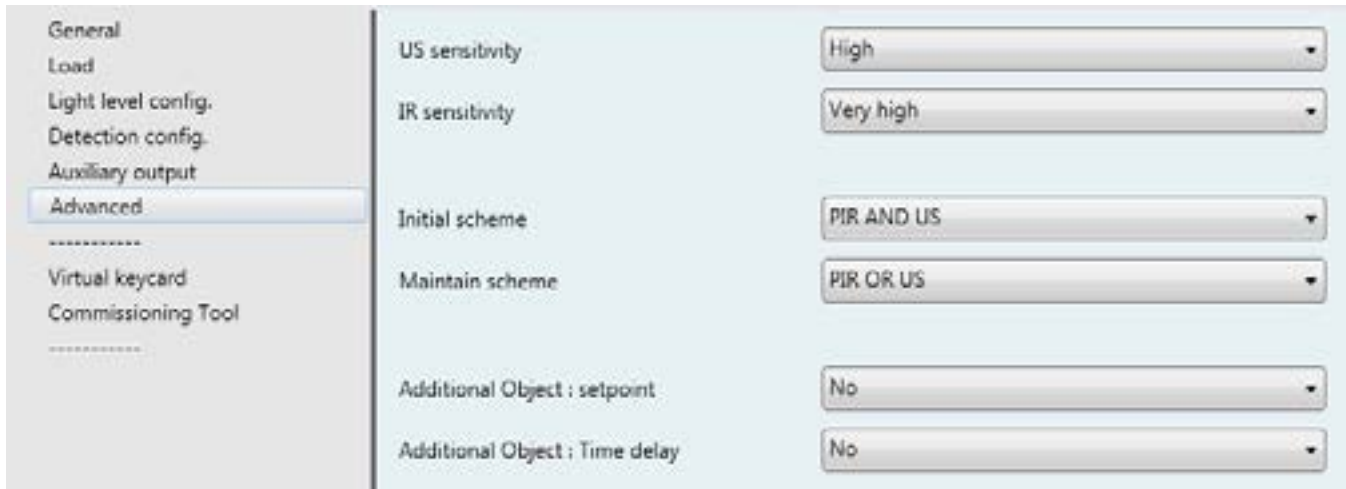 General
Load
Light level config.
Detection config.
Auxiliary output
Advanced
-----------
Virtual keycard
Commissioning Tool
-----------
US sensitivity High
IR sensitivity Very high
Initial scheme PIR AND US
Maintain scheme PIR OR US
Additional Object : setpoint No
Additional Object : Time delay No